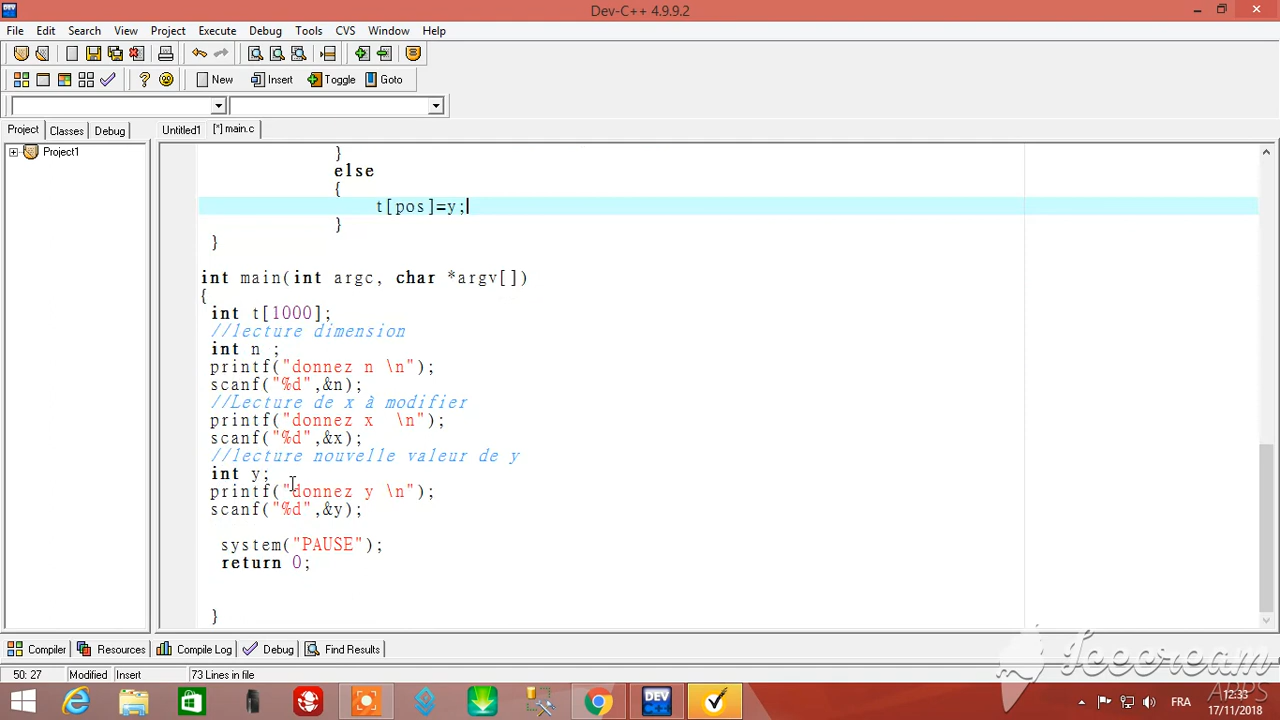 Dev-C++ 4.9.9.2
File Edit Search View Project Execute Debug Tools CVS Window Help
New Insert Toggle Goto
Project Classes Debug Untitled1 [*] main.c
Project1
}
else
{
t[pos]=y;
}
}
int main(int argc, char *argv[])
{
int t[1000];
//lecture dimension
int n ;
printf("donnez n \n");
scanf("%d",&n);
//Lecture de x à modifier
printf("donnez x  \n");
scanf("%d",&x);
//lecture nouvelle valeur de y
int y;
printf("donnez y \n");
scanf("%d",&y);
system("PAUSE");
return 0;
}
Compiler Resources Compile Log Debug Find Results
50: 27 Modified Insert 73 Lines in file
Icecream
APPS
DEV
FRA
12:33
17/11/2018